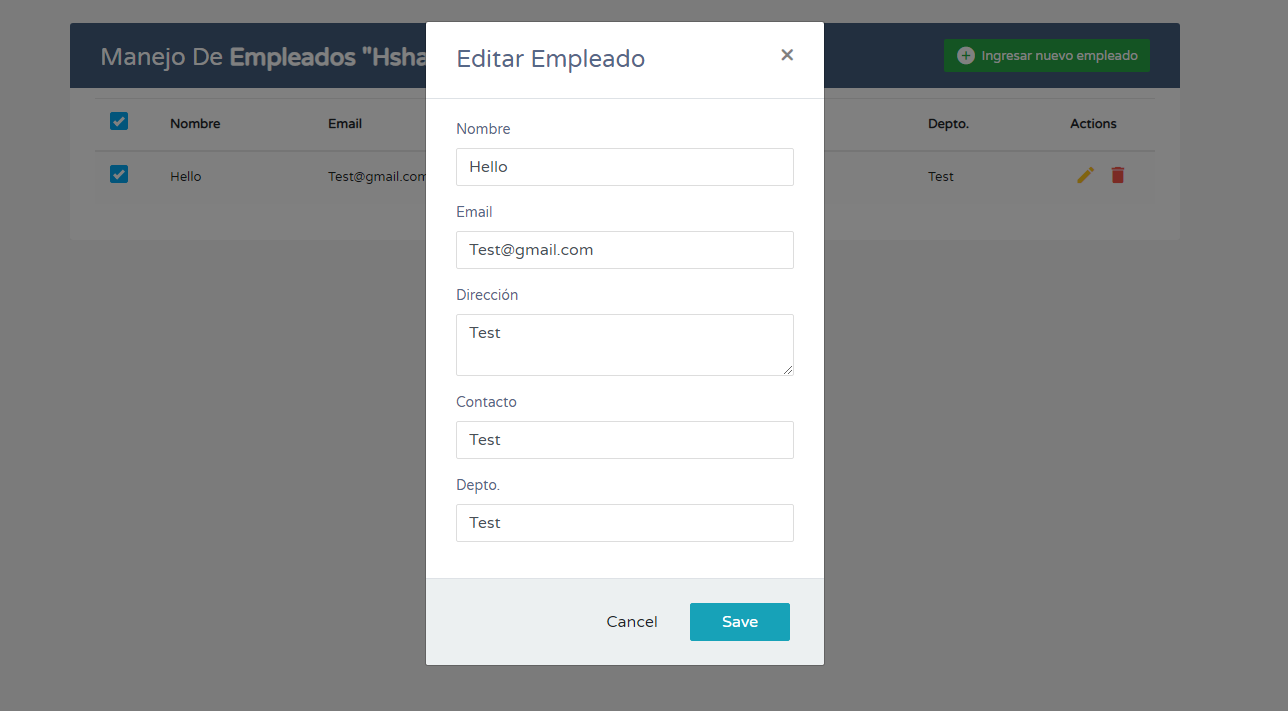 Manejo De Empleados "Hsha
Ingresar nuevo empleado
Nombre Email Depto. Actions
Hello Test@gmail.com Test
Editar Empleado ×
Nombre
Hello
Email
Test@gmail.com
Dirección
Test
Contacto
Test
Depto.
Test
Cancel Save